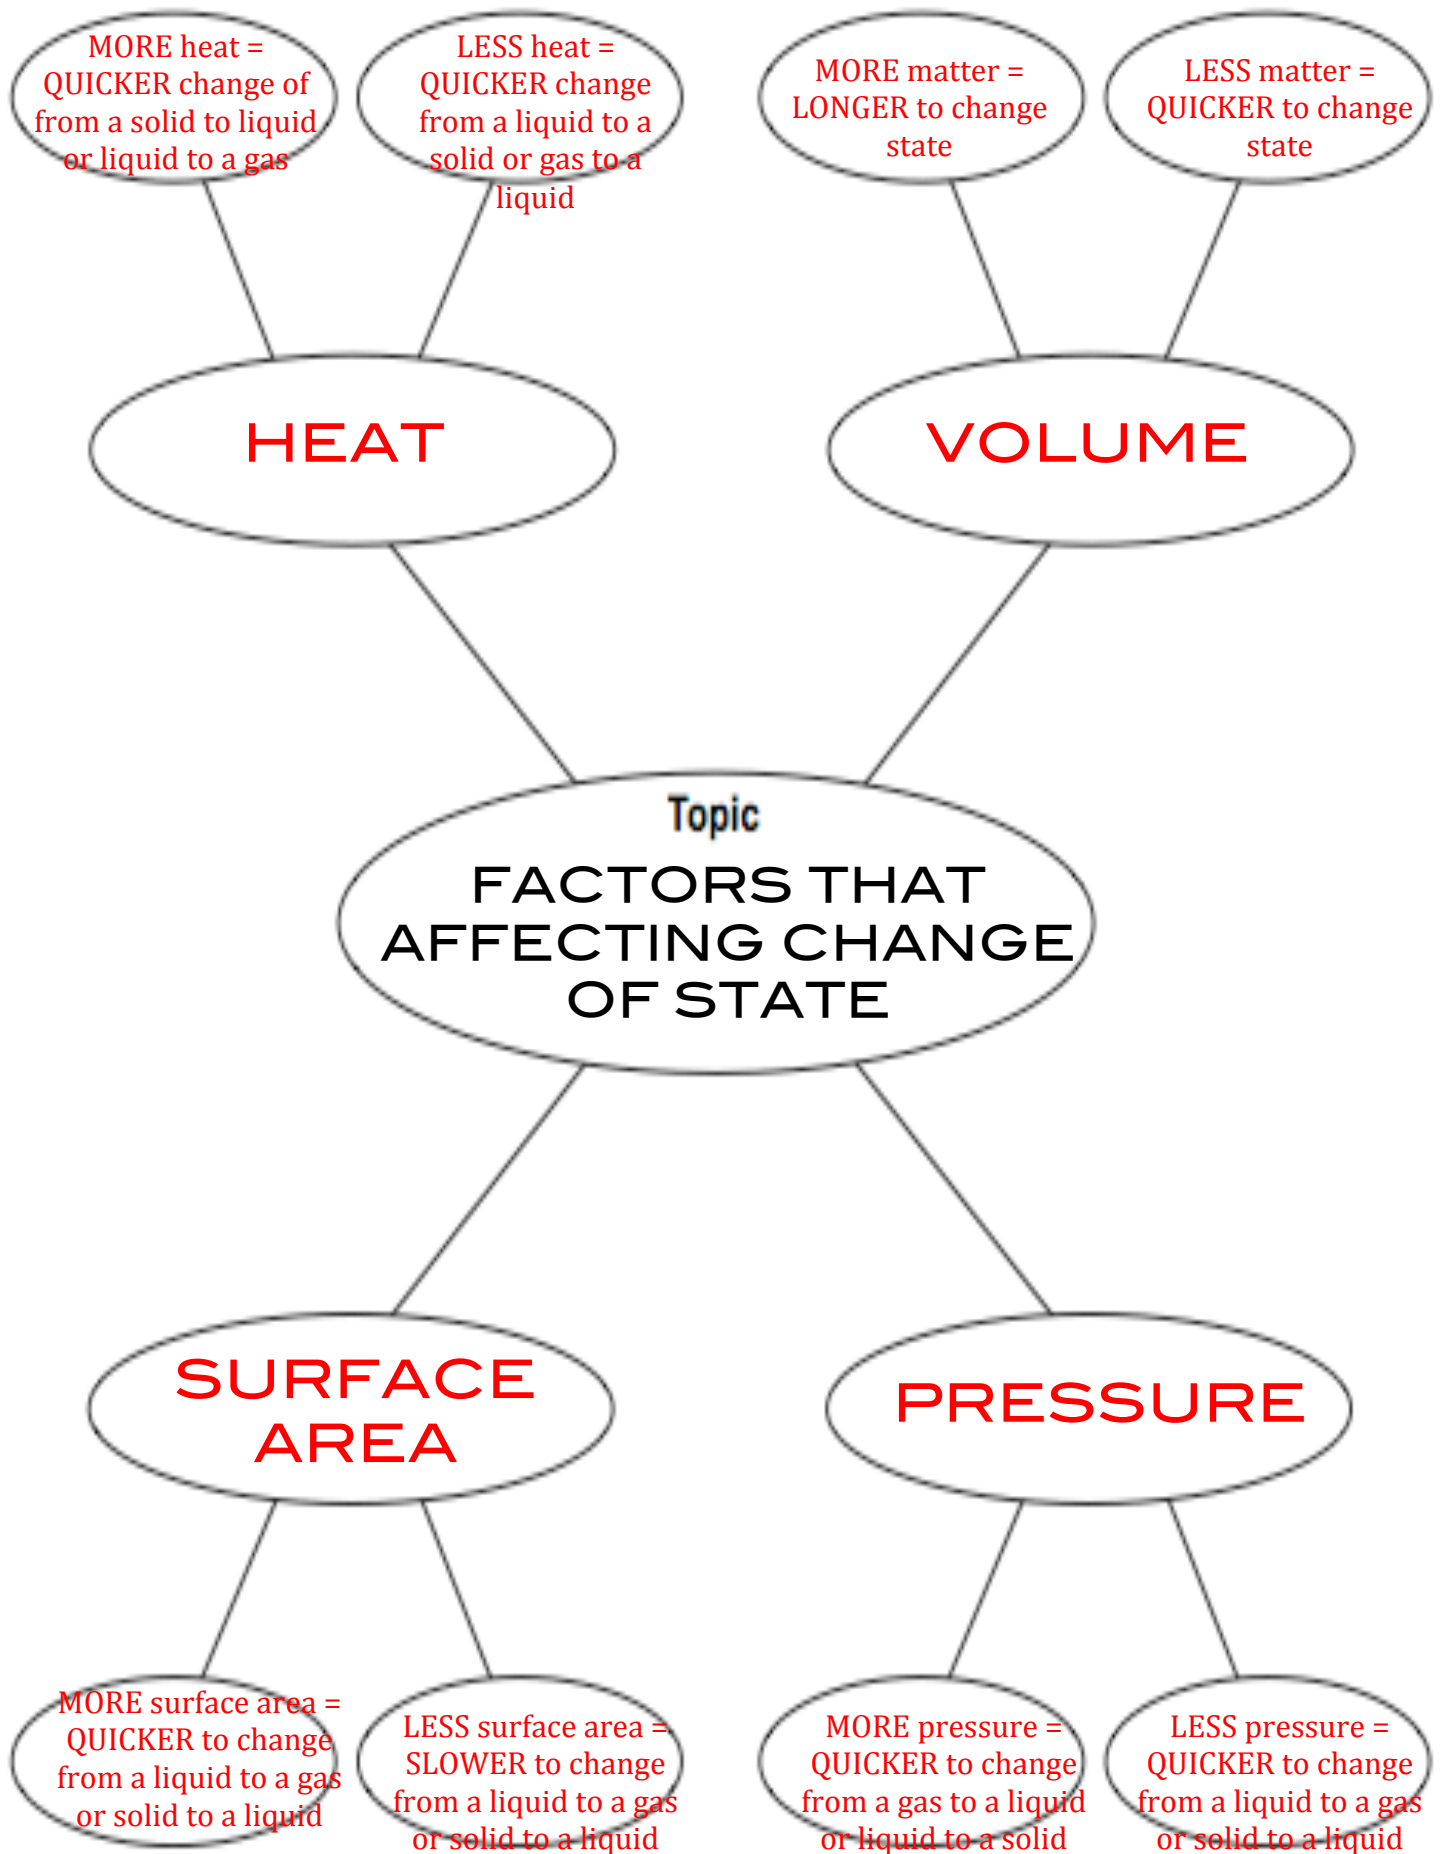 MORE heat =
QUICKER change of
from a solid to liquid
or liquid to a gas
LESS heat =
QUICKER change
from a liquid to a
solid or gas to a
liquid
MORE matter =
LONGER to change
state
LESS matter =
QUICKER to change
state
HEAT
VOLUME
Topic
FACTORS THAT
AFFECTING CHANGE
OF STATE
SURFACE
AREA
PRESSURE
MORE surface area =
QUICKER to change
from a liquid to a gas
or solid to a liquid
LESS surface area =
SLOWER to change
from a liquid to a gas
or solid to a liquid
MORE pressure =
QUICKER to change
from a gas to a liquid
or liquid to a solid
LESS pressure =
QUICKER to change
from a liquid to a gas
or solid to a liquid